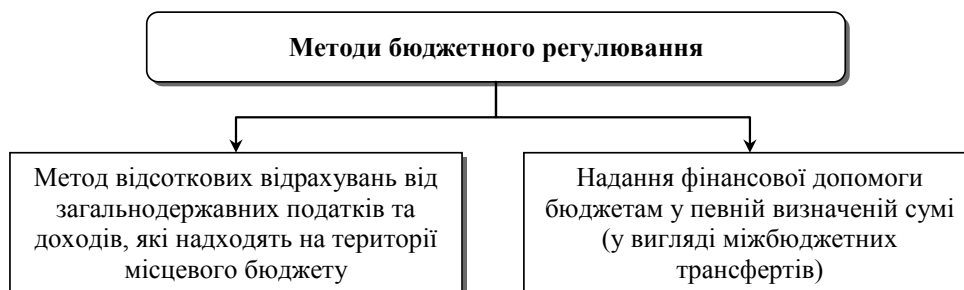 Методи бюджетного регулювання
Метод відсоткових відрахувань від
загальнодержавних податків та
доходів, які надходять на території
місцевого бюджету
Надання фінансової допомоги
бюджетам у певній визначеній сумі
(у вигляді міжбюджетних
трансфертів)